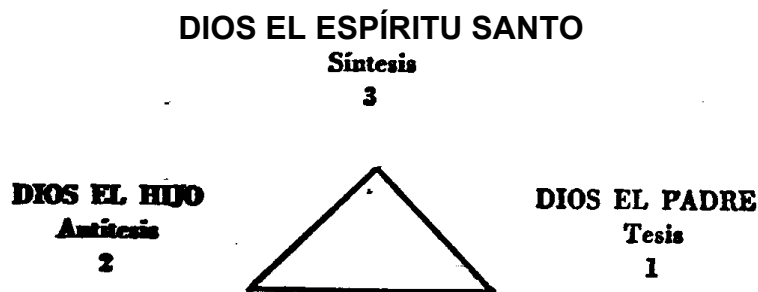 DIOS EL ESPÍRITU SANTO
Síntesis
3
DIOS EL HIJO
Antítesis
2
DIOS EL PADRE
Tesis
1